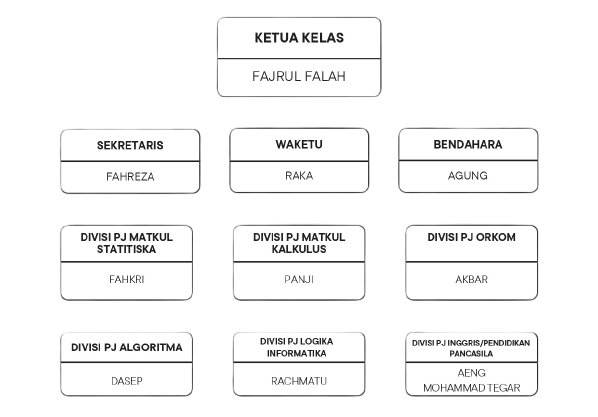 KETUA KELAS
FAJRUL FALAH
SEKRETARIS
FAHREZA
WAKETU
RAKA
BENDAHARA
AGUNG
DIVISI PJ MATKUL
STATITISKA
FAHKRI
DIVISI PJ MATKUL
KALKULUS
PANJI
DIVISI PJ ORKOM
AKBAR
DIVISI PJ ALGORITMA
DASEP
DIVISI PJ LOGIKA
INFORMATIKA
RACHMATU
DIVISI PJ INGGRIS/PENDIDIKAN
PANCASILA
AENG
MOHAMMAD TEGAR